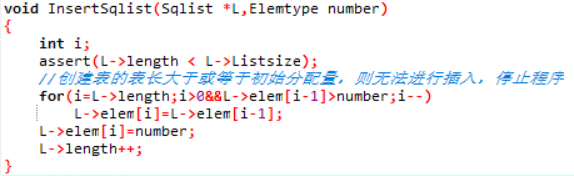 void InsertSqlist(Sqlist *L,Elemtype number)
{
    int i;
    assert(L->length < L->Listsize);
    //创建表的表长大于或等于初始分配量，则无法进行插入，停止程序
    for(i=L->length;i>0&&L->elem[i-1]>number;i--)
        L->elem[i]=L->elem[i-1];
    L->elem[i]=number;
    L->length++;
}